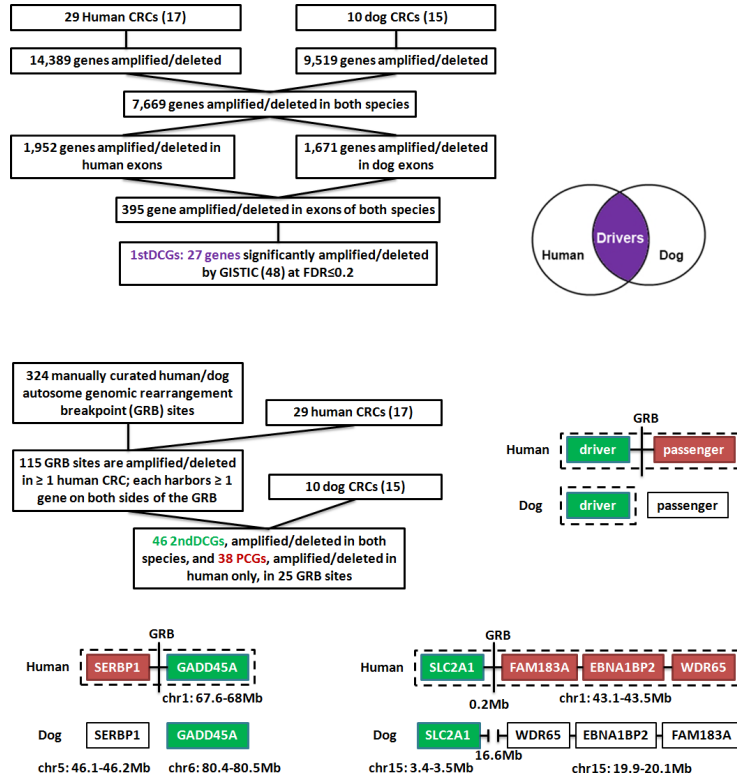 29 Human CRCs (17)
10 dog CRCs (15)
14,389 genes amplified/deleted
9,519 genes amplified/deleted
7,669 genes amplified/deleted in both species
1,952 genes amplified/deleted in
human exons
1,671 genes amplified/deleted
in dog exons
395 gene amplified/deleted in exons of both species
1stDCGs: 27 genes significantly amplified/deleted
by GISTIC (48) at FDR≤0.2
Drivers
Human
Dog
324 manually curated human/dog
autosome genomic rearrangement
breakpoint (GRB) sites
29 human CRCs (17)
115 GRB sites are amplified/deleted
in ≥ 1 human CRC; each harbors ≥ 1
gene on both sides of the GRB
10 dog CRCs (15)
46 2ndDCGs, amplified/deleted in both
species, and 38 PCGs, amplified/deleted in
human only, in 25 GRB sites
GRB
Human
driver
passenger
Dog
driver
passenger
GRB
Human
SERBP1
GADD45A
chr1: 67.6-68Mb
Dog
SERBP1
GADD45A
chr5: 46.1-46.2Mb
chr6: 80.4-80.5Mb
GRB
Human
SLC2A1
FAM183A
EBNA1BP2
WDR65
0.2Mb
chr1: 43.1-43.5Mb
Dog
SLC2A1
WDR65
EBNA1BP2
FAM183A
16.6Mb
chr15: 3.4-3.5Mb
chr15: 19.9-20.1Mb